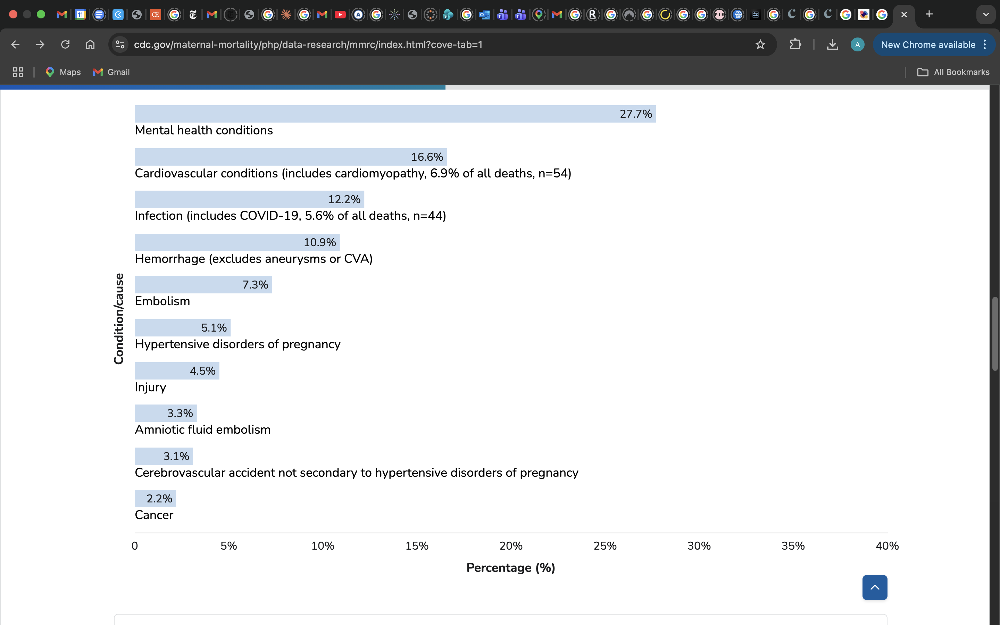 cdc.gov/maternal-mortality/php/data-research/mmrc/index.html?cove-tab=1
A
New Chrome available
Maps
Gmail
All Bookmarks
27.7%
Mental health conditions
16.6%
Cardiovascular conditions (includes cardiomyopathy, 6.9% of all deaths, n=54)
12.2%
Infection (includes COVID-19, 5.6% of all deaths, n=44)
10.9%
Hemorrhage (excludes aneurysms or CVA)
7.3%
Embolism
5.1%
Hypertensive disorders of pregnancy
4.5%
Injury
3.3%
Amniotic fluid embolism
3.1%
Cerebrovascular accident not secondary to hypertensive disorders of pregnancy
2.2%
Cancer
Condition/cause
0 5% 10% 15% 20% 25% 30% 35% 40%
Percentage (%)